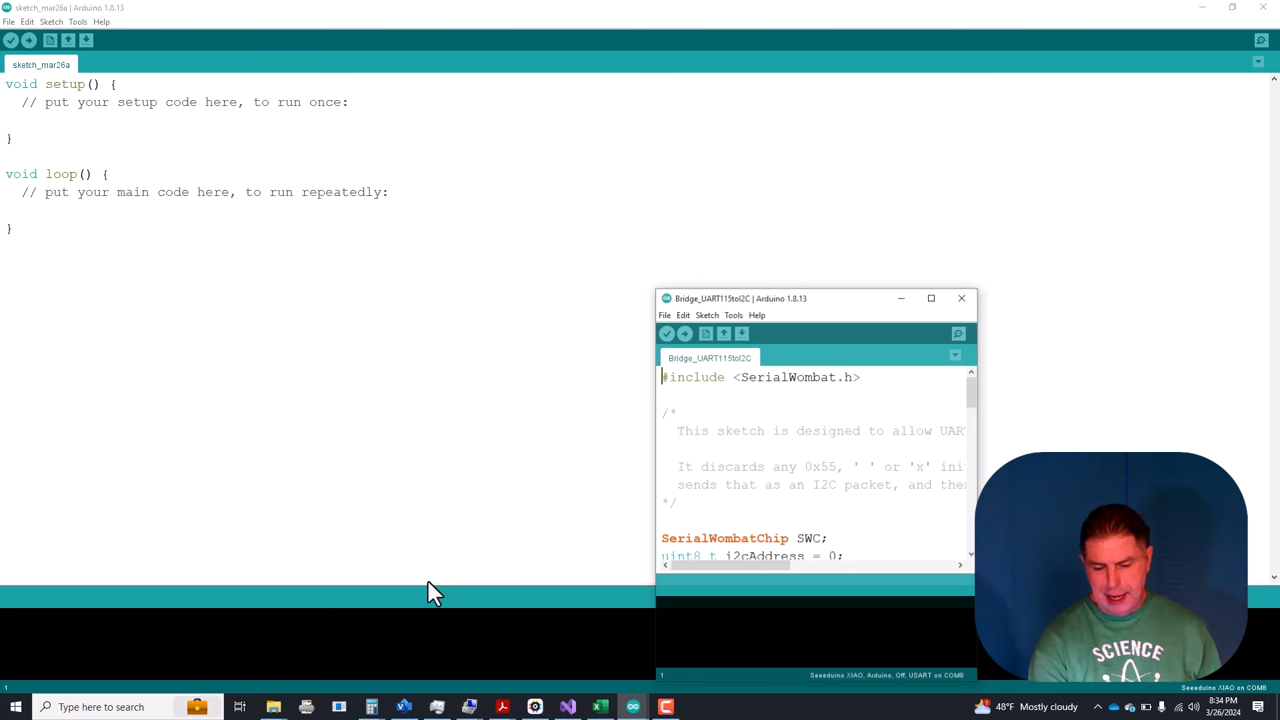 sketch_mar26a | Arduino 1.8.13
File Edit Sketch Tools Help
sketch_mar26a
void setup() {
// put your setup code here, to run once:
}
void loop() {
// put your main code here, to run repeatedly:
}
Bridge_UART115toI2C | Arduino 1.8.13
File Edit Sketch Tools Help
Bridge_UART115toI2C
#include <SerialWombat.h>
/*
This sketch is designed to allow UAR
It discards any 0x55, ' ' or 'x' ini
sends that as an I2C packet, and the
*/
SerialWombatChip SWC;
uint8_t i2cAddress = 0;
1
Seeeduino XIAO, Arduino, Off, USART on COM8
SCIENCE
1
Seeeduino XIAO on COM8
Type here to search
48°F Mostly cloudy
8:34 PM
3/26/2024